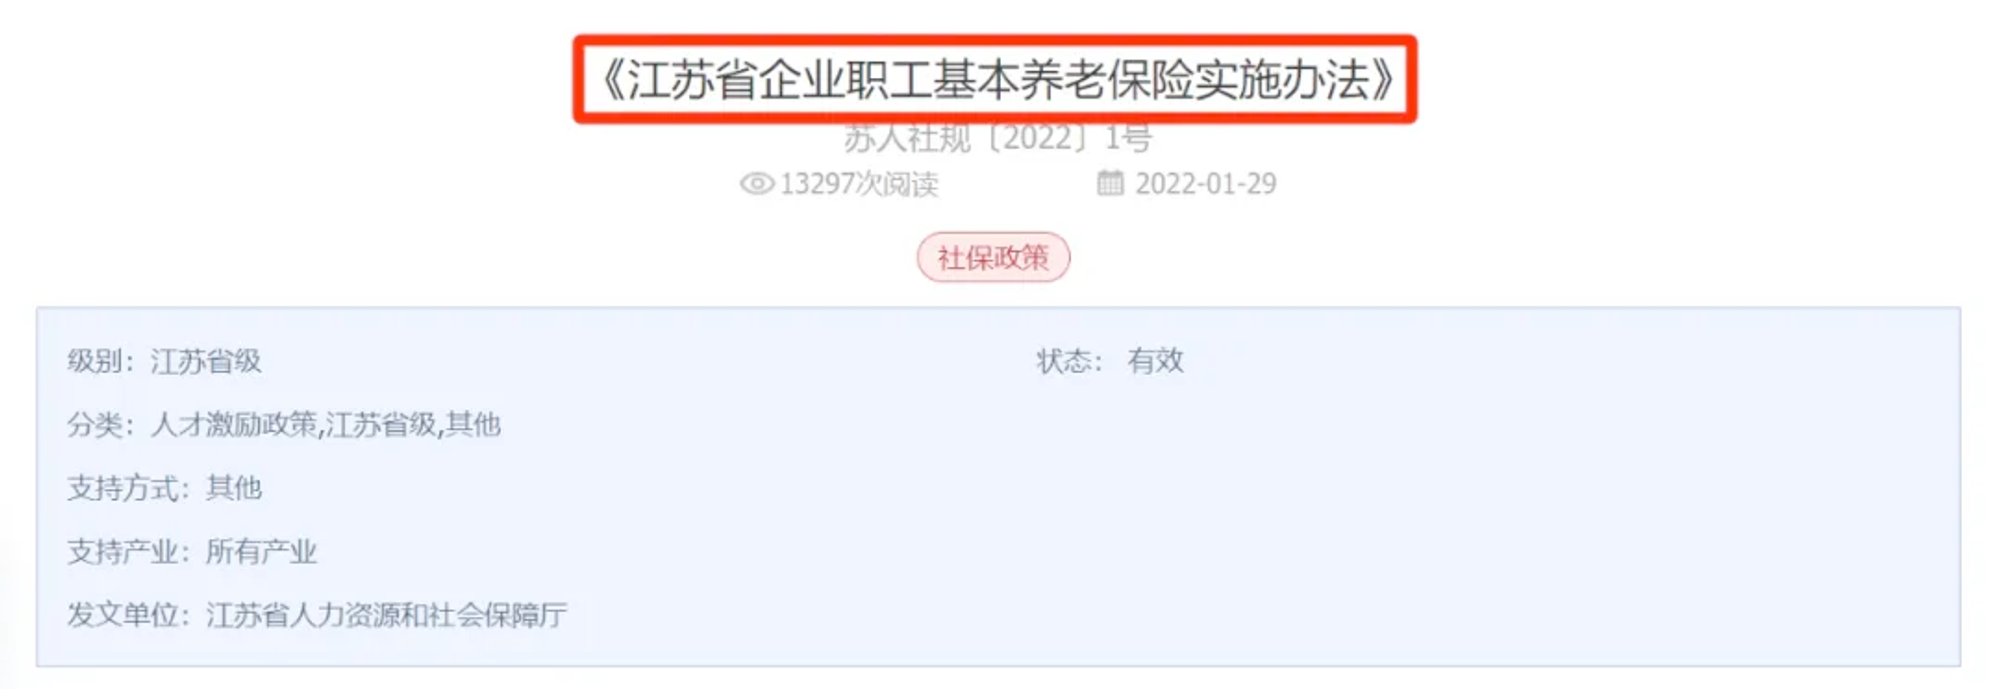 《江苏省企业职工基本养老保险实施办法》
苏人社规〔2022〕1号
13297次阅读 2022-01-29
社保政策
级别：江苏省级 状态： 有效
分类：人才激励政策,江苏省级,其他
支持方式：其他
支持产业：所有产业
发文单位：江苏省人力资源和社会保障厅